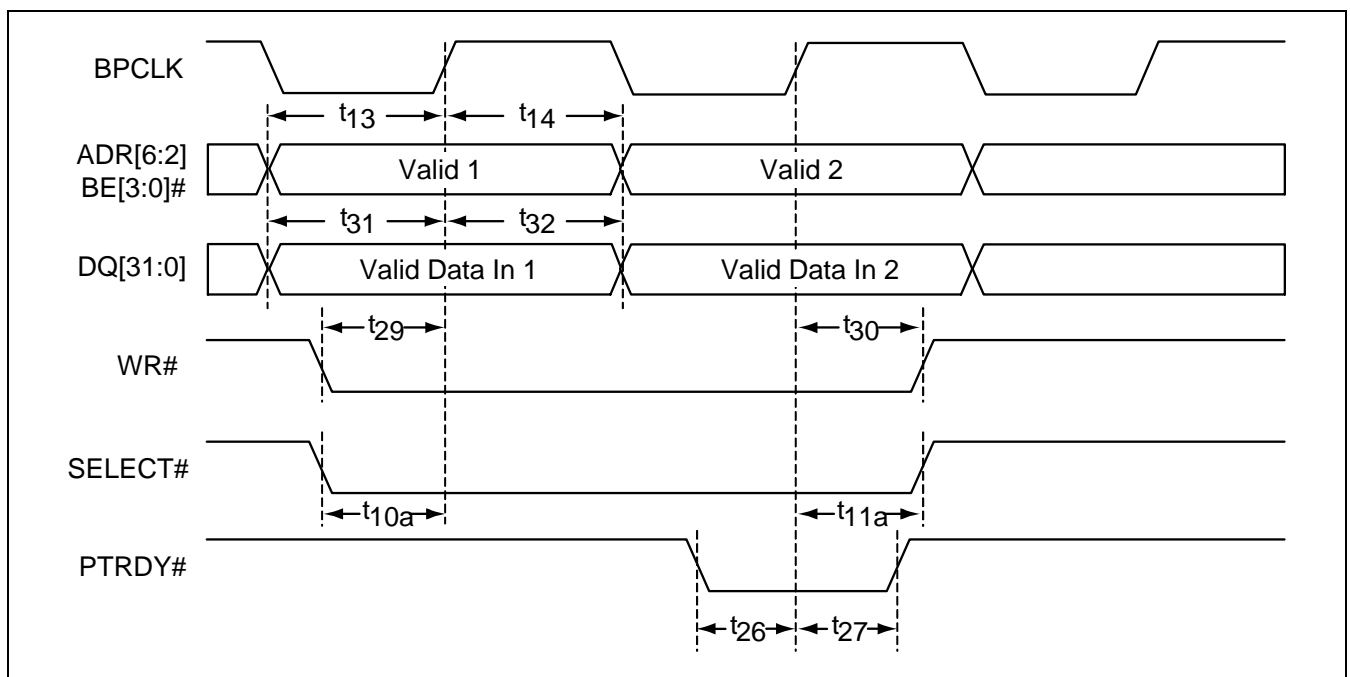 BPCLK
t13 t14
ADR[6:2]
BE[3:0]#
Valid 1 Valid 2
t31 t32
DQ[31:0] Valid Data In 1 Valid Data In 2
t29 t30
WR#
SELECT#
t10a t11a
PTRDY#
t26 t27